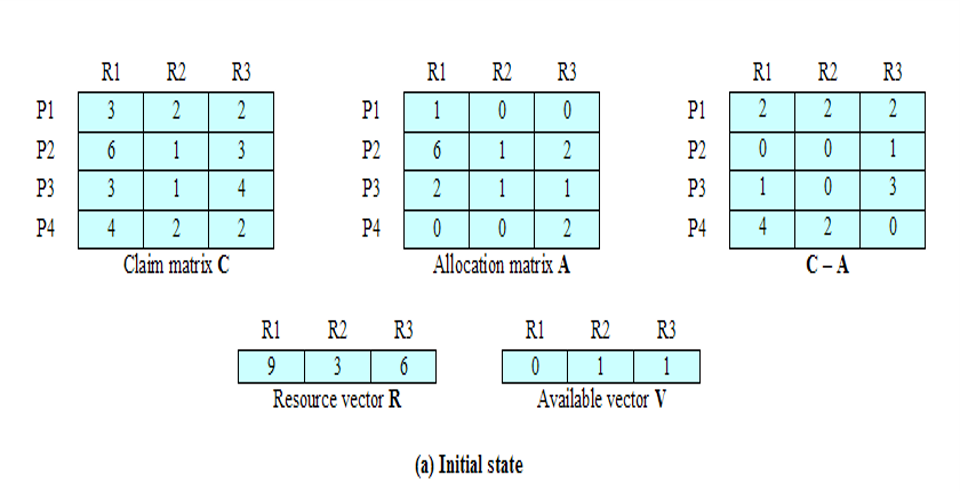 R1 R2 R3 R1 R2 R3 R1 R2 R3
P1 3 2 2 P1 1 0 0 P1 2 2 2
P2 6 1 3 P2 6 1 2 P2 0 0 1
P3 3 1 4 P3 2 1 1 P3 1 0 3
P4 4 2 2 P4 0 0 2 P4 4 2 0
Claim matrix C Allocation matrix A C – A
R1 R2 R3 R1 R2 R3
9 3 6 0 1 1
Resource vector R Available vector V
(a) Initial state